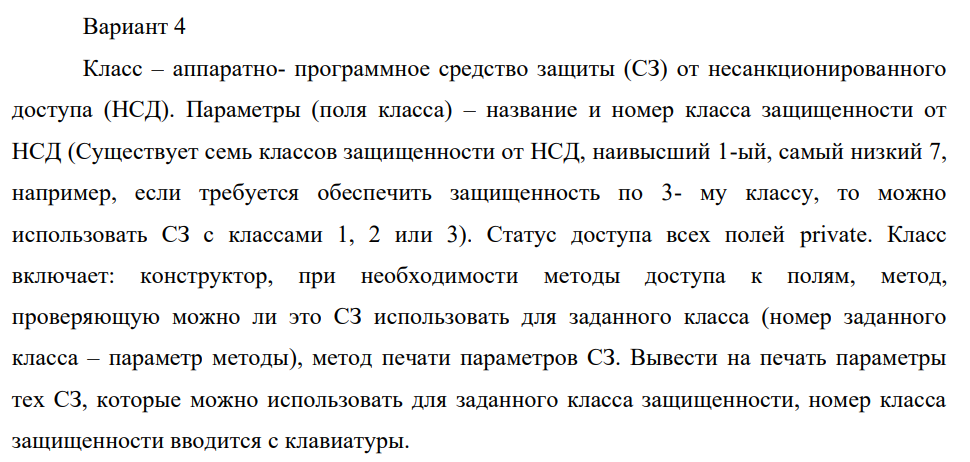 Вариант 4
Класс – аппаратно- программное средство защиты (СЗ) от несанкционированного
доступа (НСД). Параметры (поля класса) – название и номер класса защищенности от
НСД (Существует семь классов защищенности от НСД, наивысший 1-ый, самый низкий 7,
например, если требуется обеспечить защищенность по 3- му классу, то можно
использовать СЗ с классами 1, 2 или 3). Статус доступа всех полей private. Класс
включает: конструктор, при необходимости методы доступа к полям, метод,
проверяющую можно ли это СЗ использовать для заданного класса (номер заданного
класса – параметр методы), метод печати параметров СЗ. Вывести на печать параметры
тех СЗ, которые можно использовать для заданного класса защищенности, номер класса
защищенности вводится с клавиатуры.